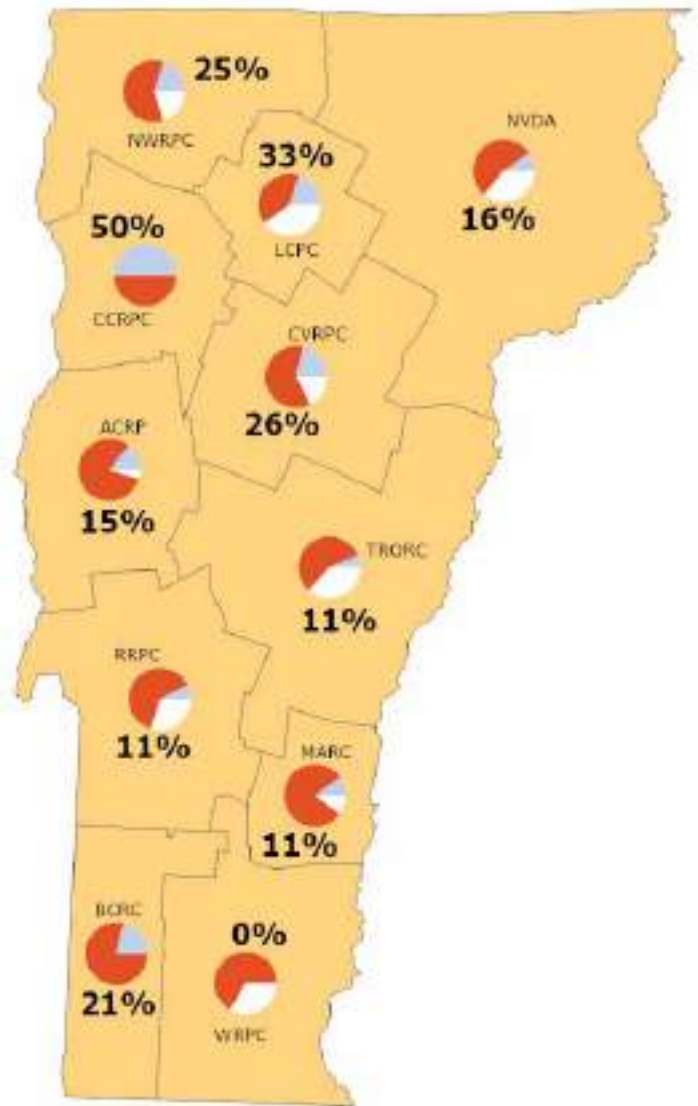 25%
NWRPC
NVDA
16%
33%
LCPC
50%
CCRPC
CVRPC
26%
ACRP
15%
TRORC
11%
RRPC
11%
MARC
11%
BCRC
21%
0%
WRPC